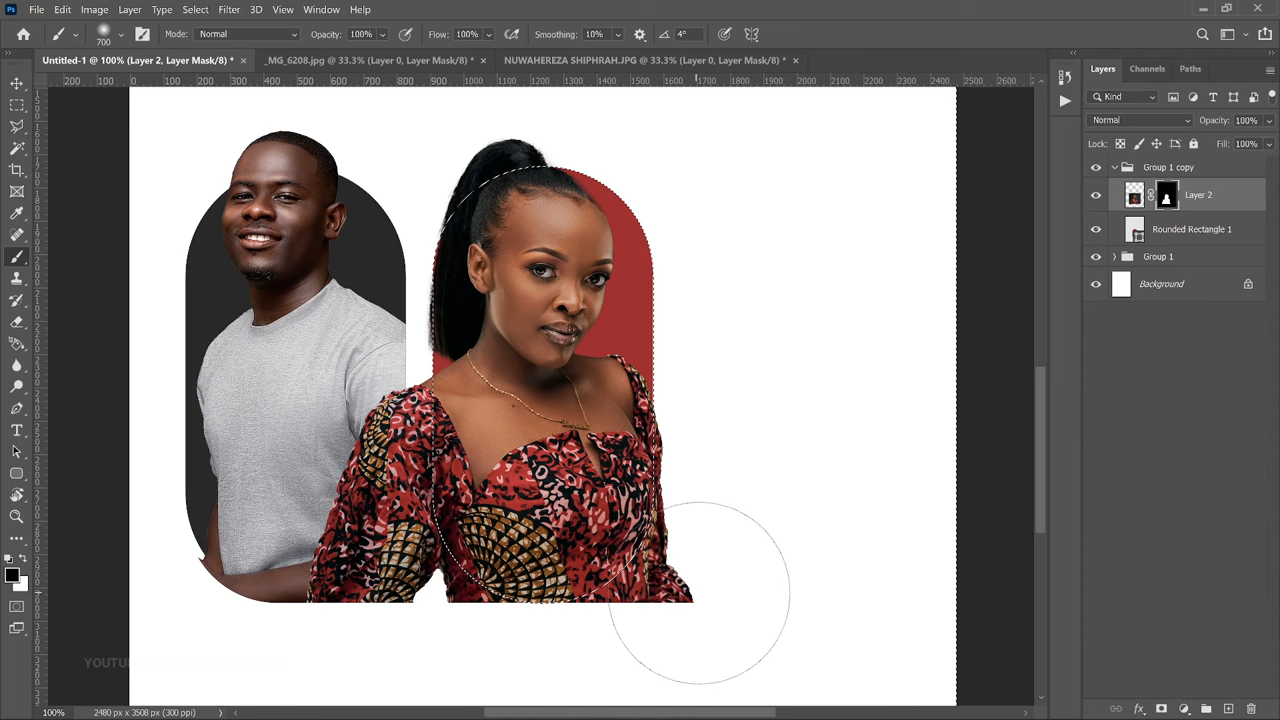 Ps File Edit Image Layer Type Select Filter 3D View Window Help
700 Mode: Normal Opacity: 100% Flow: 100% Smoothing: 10% 4°
Untitled-1 @ 100% (Layer 2, Layer Mask/8) * × _MG_6208.jpg @ 33.3% (Layer 0, Layer Mask/8) * × NUWAHEREZA SHIPHRAH.JPG @ 33.3% (Layer 0, Layer Mask/8) * ×
200 100 0 100 200 300 400 500 600 700 800 900 1000 1100 1200 1300 1400 1500 1600 1700 1800 1900 2000 2100 2200 2300 2400 2500 2600
Layers Channels Paths
Kind
Normal Opacity: 100%
Lock: Fill: 100%
Group 1 copy
Layer 2
Rounded Rectangle 1
Group 1
Background
YOUTU
100% 2480 px x 3508 px (300 ppi)